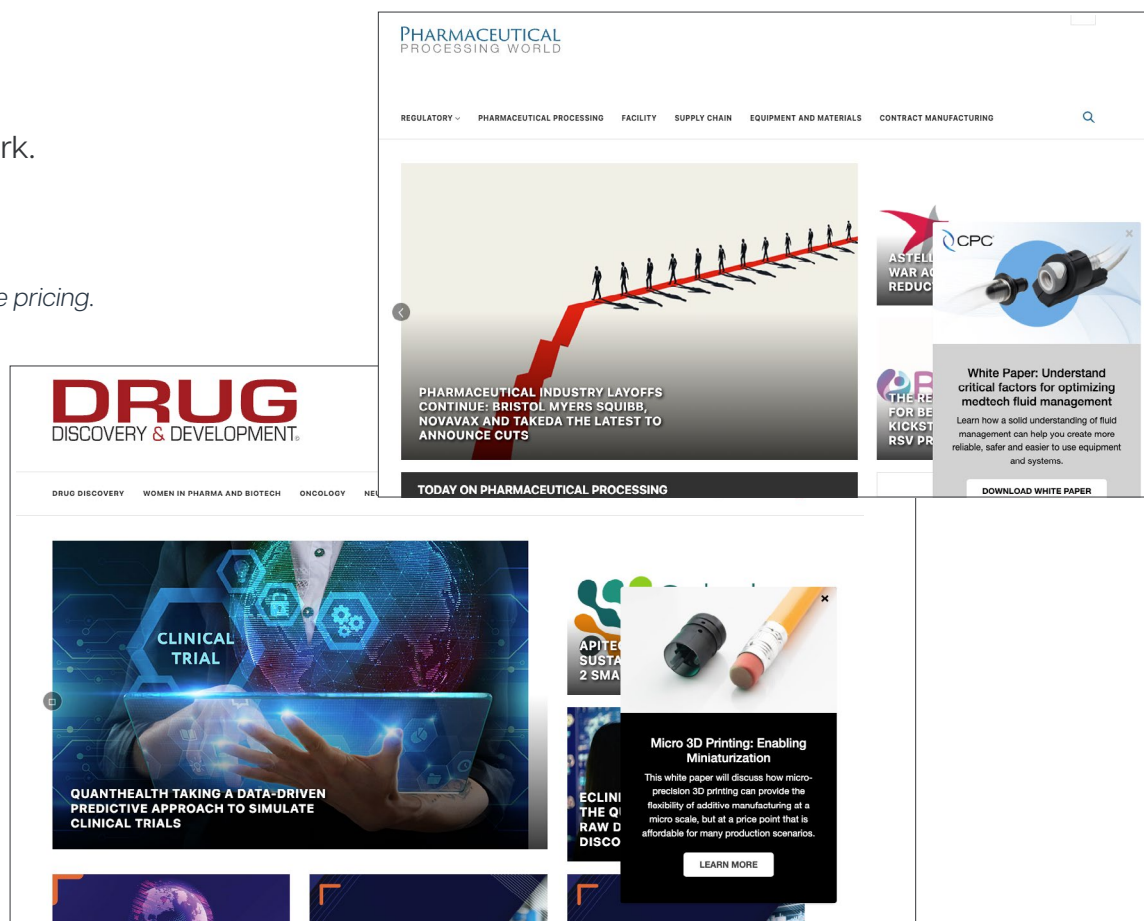 rk.
e pricing.
PHARMACEUTICAL
PROCESSING WORLD
REGULATORY PHARMACEUTICAL PROCESSING FACILITY SUPPLY CHAIN EQUIPMENT AND MATERIALS CONTRACT MANUFACTURING
PHARMACEUTICAL INDUSTRY LAYOFFS
CONTINUE: BRISTOL MYERS SQUIBB,
NOVAVAX AND TAKEDA THE LATEST TO
ANNOUNCE CUTS
ASTELL
WAR A
REDUC
THE RE
FOR BE
KICKST
RSV PR
CPC
White Paper: Understand
critical factors for optimizing
medtech fluid management
Learn how a solid understanding of fluid
management can help you create more
reliable, safer and easier to use equipment
and systems.
DOWNLOAD WHITE PAPER
TODAY ON PHARMACEUTICAL PROCESSING
DRUG
DISCOVERY & DEVELOPMENT®
DRUG DISCOVERY WOMEN IN PHARMA AND BIOTECH ONCOLOGY NEU
CLINICAL
TRIAL
QUANTHEALTH TAKING A DATA-DRIVEN
PREDICTIVE APPROACH TO SIMULATE
CLINICAL TRIALS
APITE
SUSTA
2 SMA
ECLIN
THE Q
RAW D
DISCO
Micro 3D Printing: Enabling
Miniaturization
This white paper will discuss how micro-
precision 3D printing can provide the
flexibility of additive manufacturing at a
micro scale, but at a price point that is
affordable for many production scenarios.
LEARN MORE